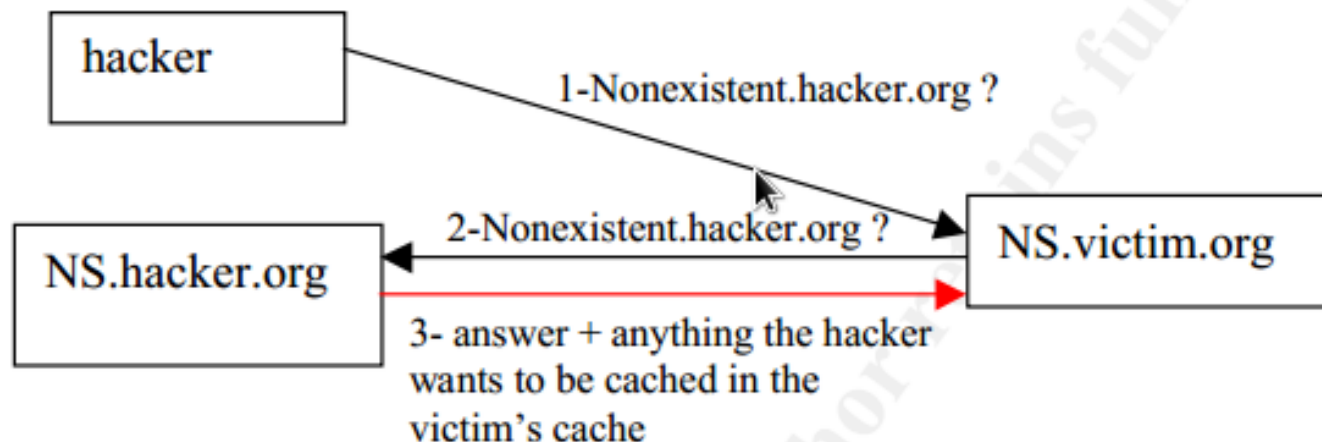 hacker
1-Nonexistent.hacker.org ?
2-Nonexistent.hacker.org ?
NS.hacker.org
NS.victim.org
3- answer + anything the hacker
wants to be cached in the
victim's cache